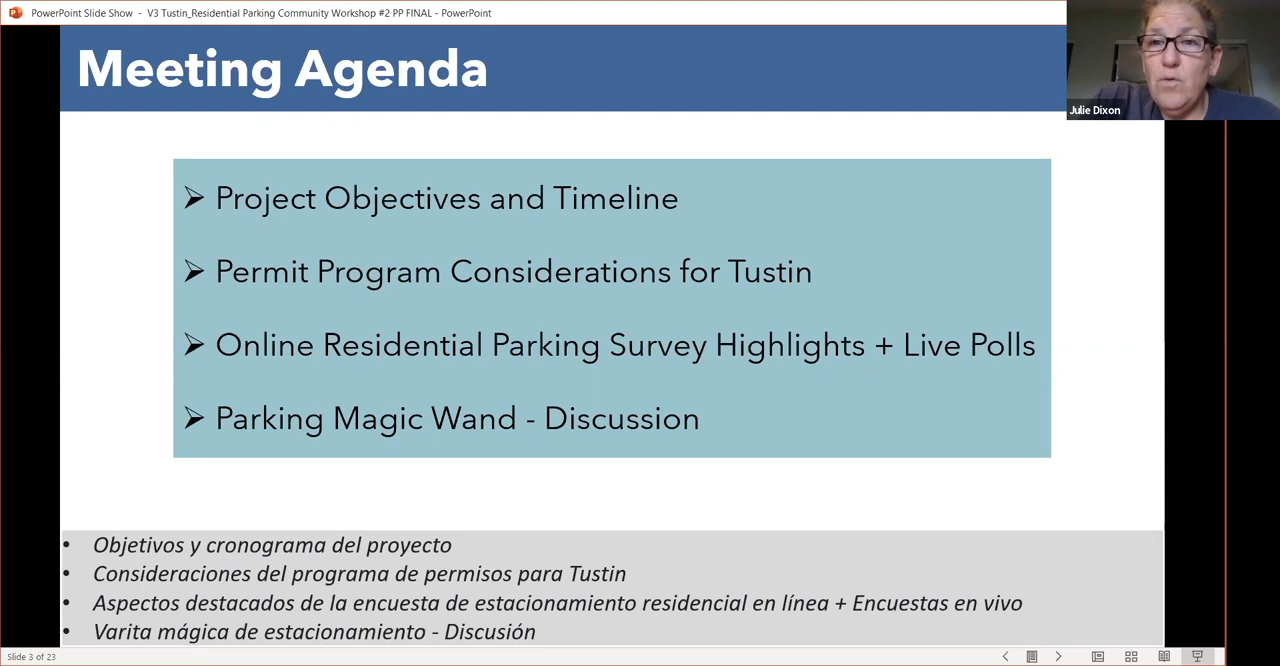 PowerPoint Slide Show - V3 Tustin_Residential Parking Community Workshop #2 PP FINAL - PowerPoint
Meeting Agenda
Julie Dixon
➢ Project Objectives and Timeline
➢ Permit Program Considerations for Tustin
➢ Online Residential Parking Survey Highlights + Live Polls
➢ Parking Magic Wand - Discussion
• Objetivos y cronograma del proyecto
• Consideraciones del programa de permisos para Tustin
• Aspectos destacados de la encuesta de estacionamiento residencial en línea + Encuestas en vivo
• Varita mágica de estacionamiento - Discusión
Slide 3 of 23